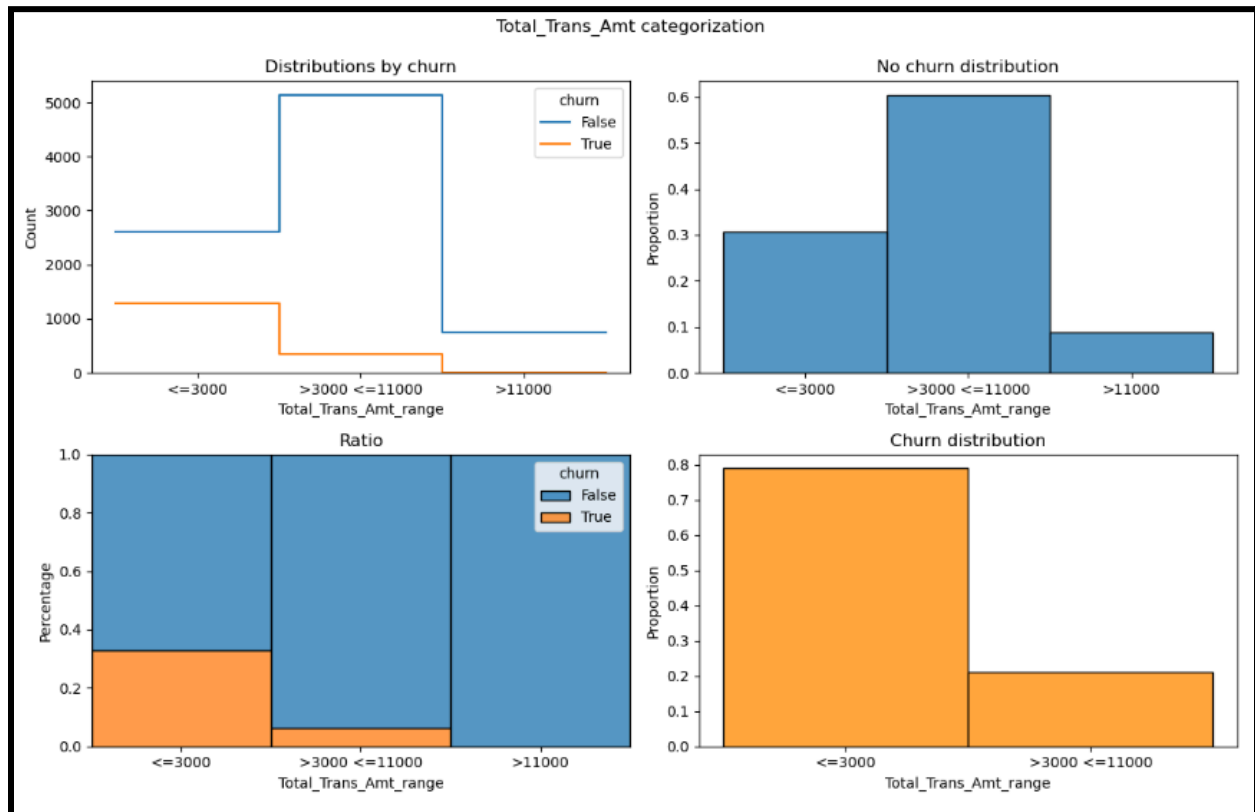 Total_Trans_Amt categorization
Distributions by churn
Count
5000
4000
3000
2000
1000
0
churn
False
True
<=3000 >3000 <=11000 >11000
Total_Trans_Amt_range
No churn distribution
Proportion
0.6
0.5
0.4
0.3
0.2
0.1
0.0
<=3000 >3000 <=11000 >11000
Total_Trans_Amt_range
Ratio
Percentage
1.0
0.8
0.6
0.4
0.2
0.0
churn
False
True
<=3000 >3000 <=11000 >11000
Total_Trans_Amt_range
Churn distribution
Proportion
0.8
0.7
0.6
0.5
0.4
0.3
0.2
0.1
0.0
<=3000 >3000 <=11000
Total_Trans_Amt_range